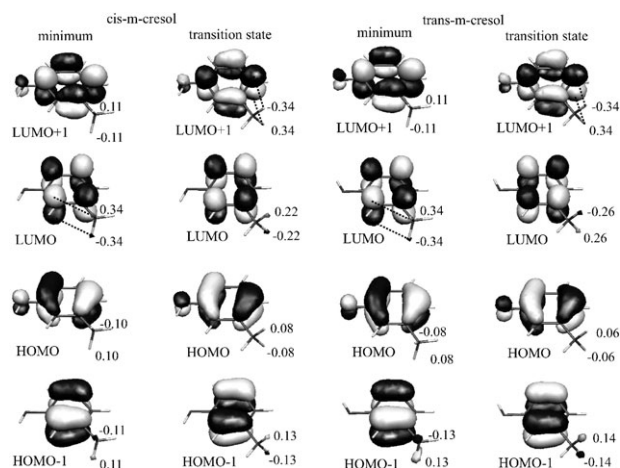 cis-m-cresol trans-m-cresol
minimum transition state minimum transition state
0.11 -0.34 0.11 -0.34
LUMO+1 -0.11 LUMO+1 0.34 LUMO+1 -0.11 LUMO+1 0.34
0.34 0.22 0.34 -0.26
LUMO -0.34 LUMO -0.22 LUMO -0.34 LUMO 0.26
-0.10 0.08 -0.08 0.06
HOMO 0.10 HOMO -0.08 HOMO 0.08 HOMO -0.06
-0.11 0.13 -0.13 0.14
HOMO-1 0.11 HOMO-1 -0.13 HOMO-1 0.13 HOMO-1 -0.14